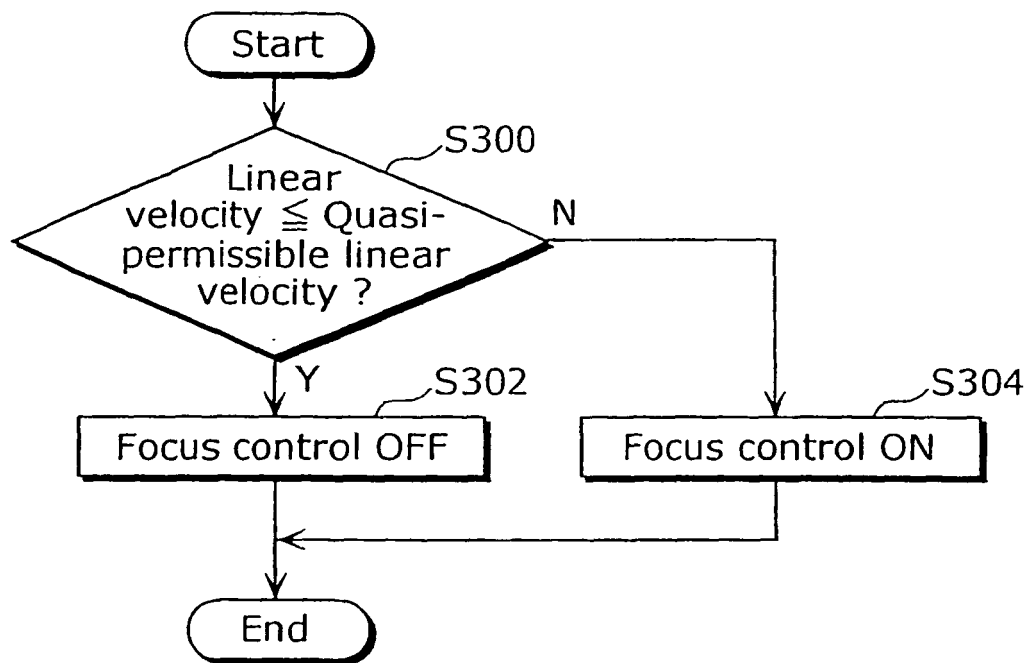 Start
S300
Linear
velocity ≦ Quasi-
permissible linear
velocity ?
N
Y
S302
S304
Focus control OFF
Focus control ON
End